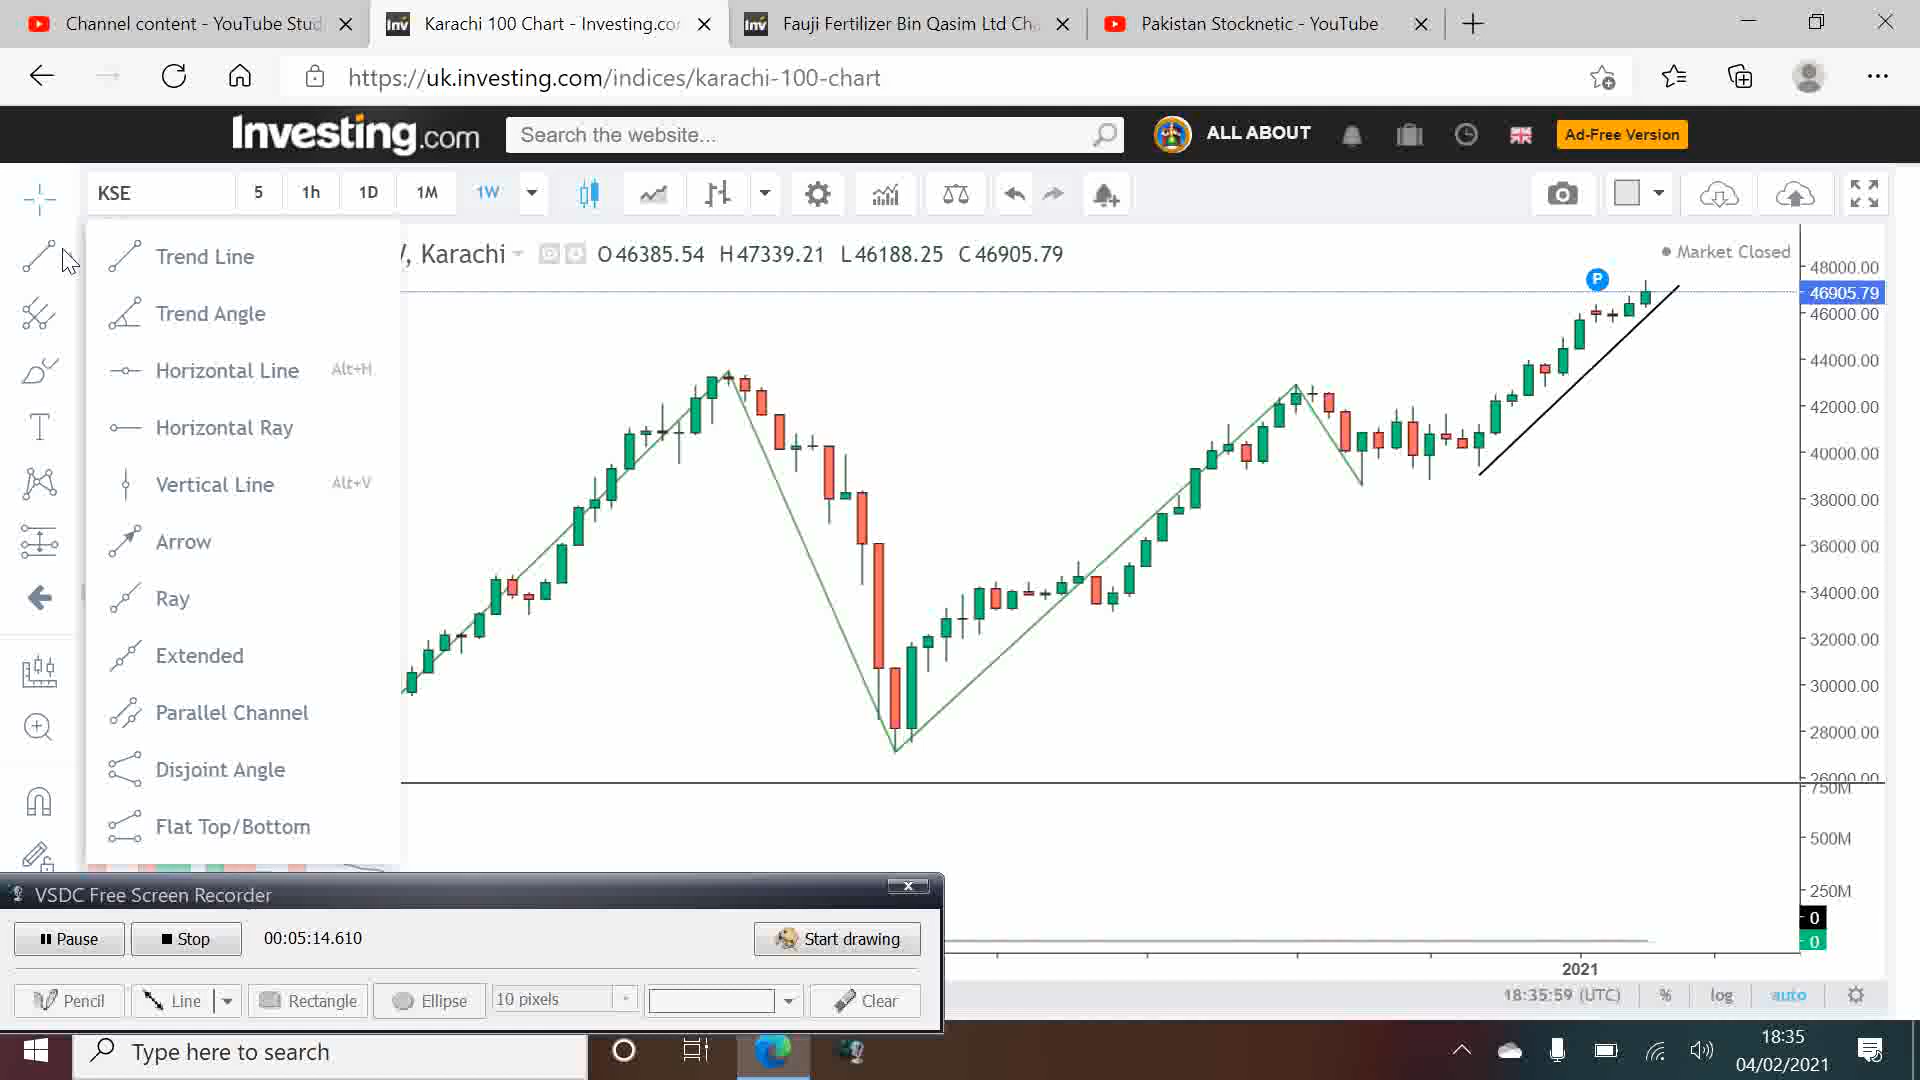 Channel content - YouTube Stud
Karachi 100 Chart - Investing.co
Fauji Fertilizer Bin Qasim Ltd Ch
Pakistan Stocknetic - YouTube
https://uk.investing.com/indices/karachi-100-chart
Investing.com
Search the website...
ALL ABOUT
Ad-Free Version
KSE
5
1h
1D
1M
1W
, Karachi
O46385.54 H47339.21 L46188.25 C46905.79
Market Closed
Trend Line
Trend Angle
Horizontal Line Alt+H
Horizontal Ray
Vertical Line Alt+V
Arrow
Ray
Extended
Parallel Channel
Disjoint Angle
Flat Top/Bottom
P
48000.00
46905.79
46000.00
44000.00
42000.00
40000.00
38000.00
36000.00
34000.00
32000.00
30000.00
28000.00
26000.00
750M
500M
250M
0
0
2021
18:35:59 (UTC)
%
log
auto
VSDC Free Screen Recorder
Pause
Stop
00:05:14.610
Start drawing
Pencil
Line
Rectangle
Ellipse
10 pixels
Clear
Type here to search
18:35
04/02/2021